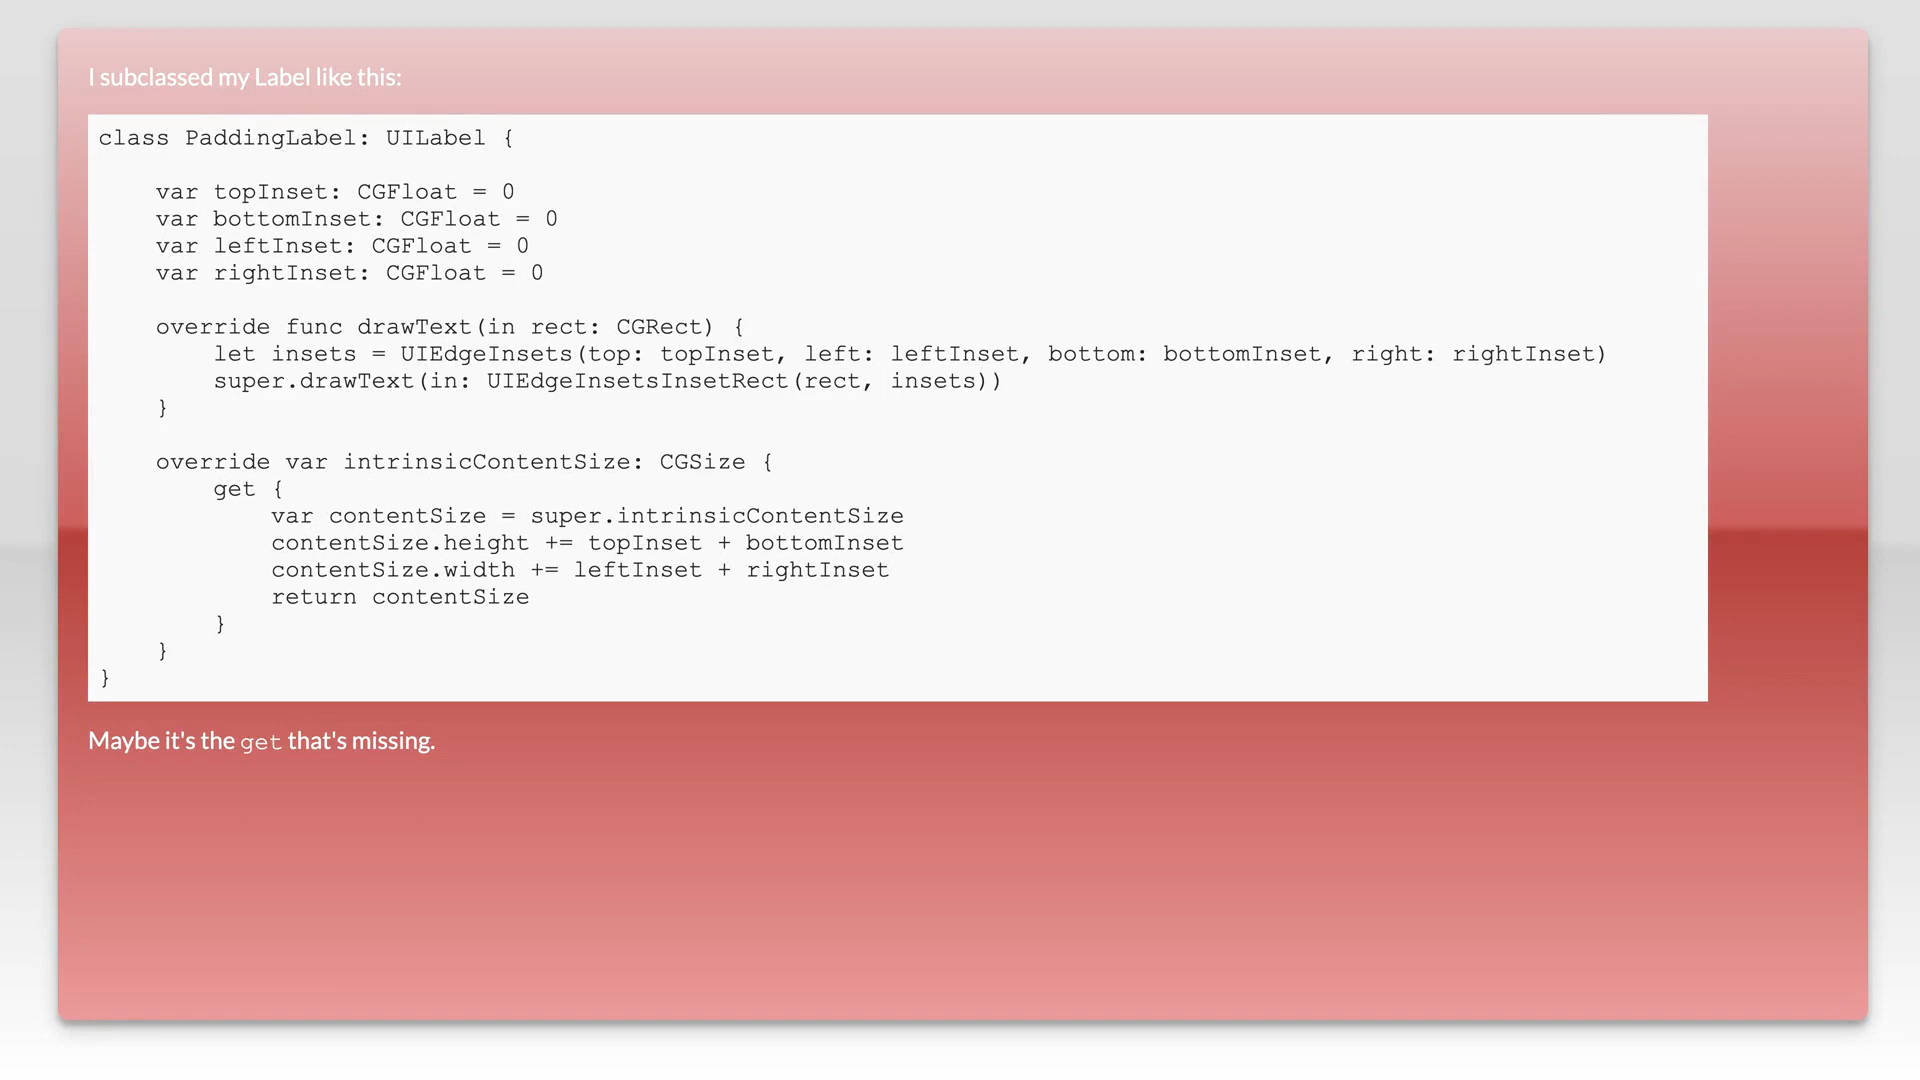 I subclassed my Label like this:
class PaddingLabel: UILabel {
    var topInset: CGFloat = 0
    var bottomInset: CGFloat = 0
    var leftInset: CGFloat = 0
    var rightInset: CGFloat = 0
    override func drawText(in rect: CGRect) {
        let insets = UIEdgeInsets(top: topInset, left: leftInset, bottom: bottomInset, right: rightInset)
        super.drawText(in: UIEdgeInsetsInsetRect(rect, insets))
    }
    override var intrinsicContentSize: CGSize {
        get {
            var contentSize = super.intrinsicContentSize
            contentSize.height += topInset + bottomInset
            contentSize.width += leftInset + rightInset
            return contentSize
        }
    }
}
Maybe it's the get that's missing.